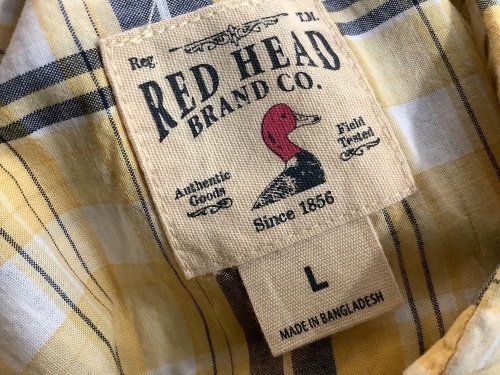 Reg. T.M.
RED HEAD
BRAND CO.
Authentic Goods
Field Tested
Since 1856
L
MADE IN BANGLADESH